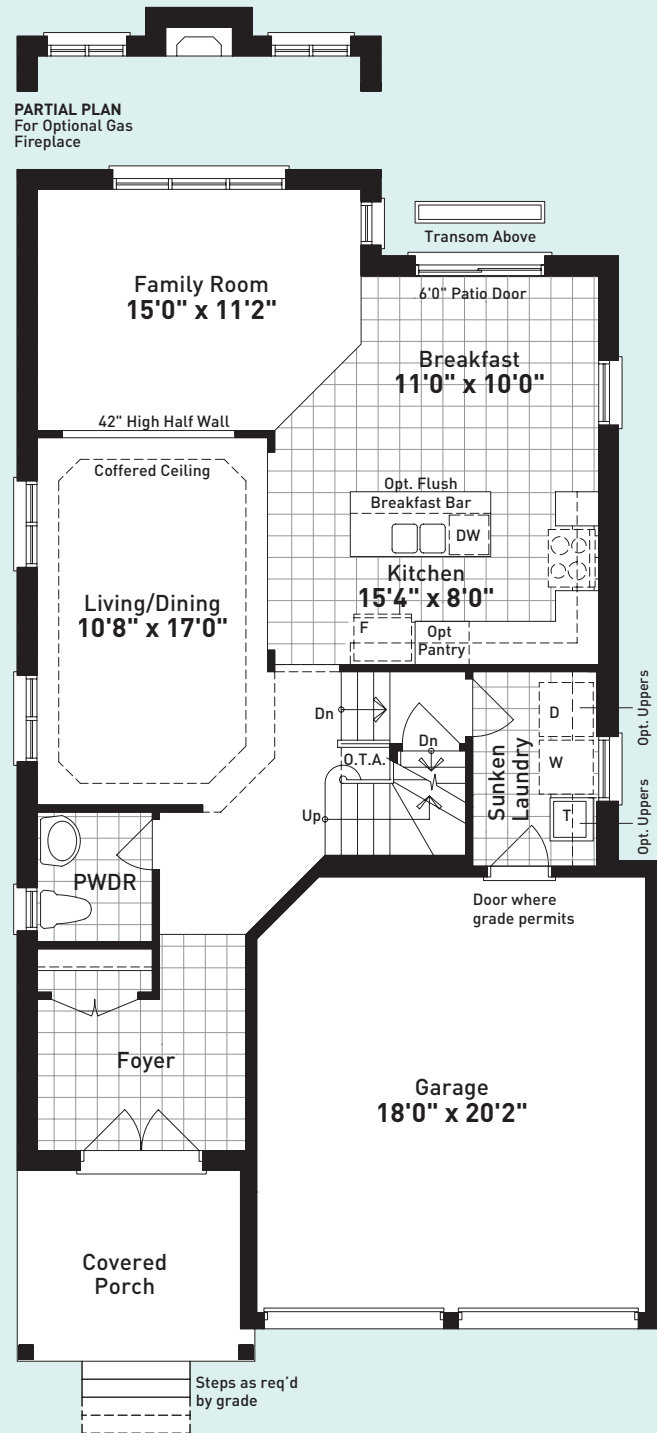 PARTIAL PLAN
For Optional Gas
Fireplace
Transom Above
6'0" Patio Door
Family Room
15'0" x 11'2"
Breakfast
11'0" x 10'0"
42" High Half Wall
Coffered Ceiling
Opt. Flush
Breakfast Bar
DW
Kitchen
15'4" x 8'0"
Living/Dining
10'8" x 17'0"
F
Opt
Pantry
Dn
Dn
O.T.A.
Up
Sunken
Laundry
D
W
T
Opt. Uppers
Opt. Uppers
PWDR
Door where
grade permits
Foyer
Garage
18'0" x 20'2"
Covered
Porch
Steps as req'd
by grade